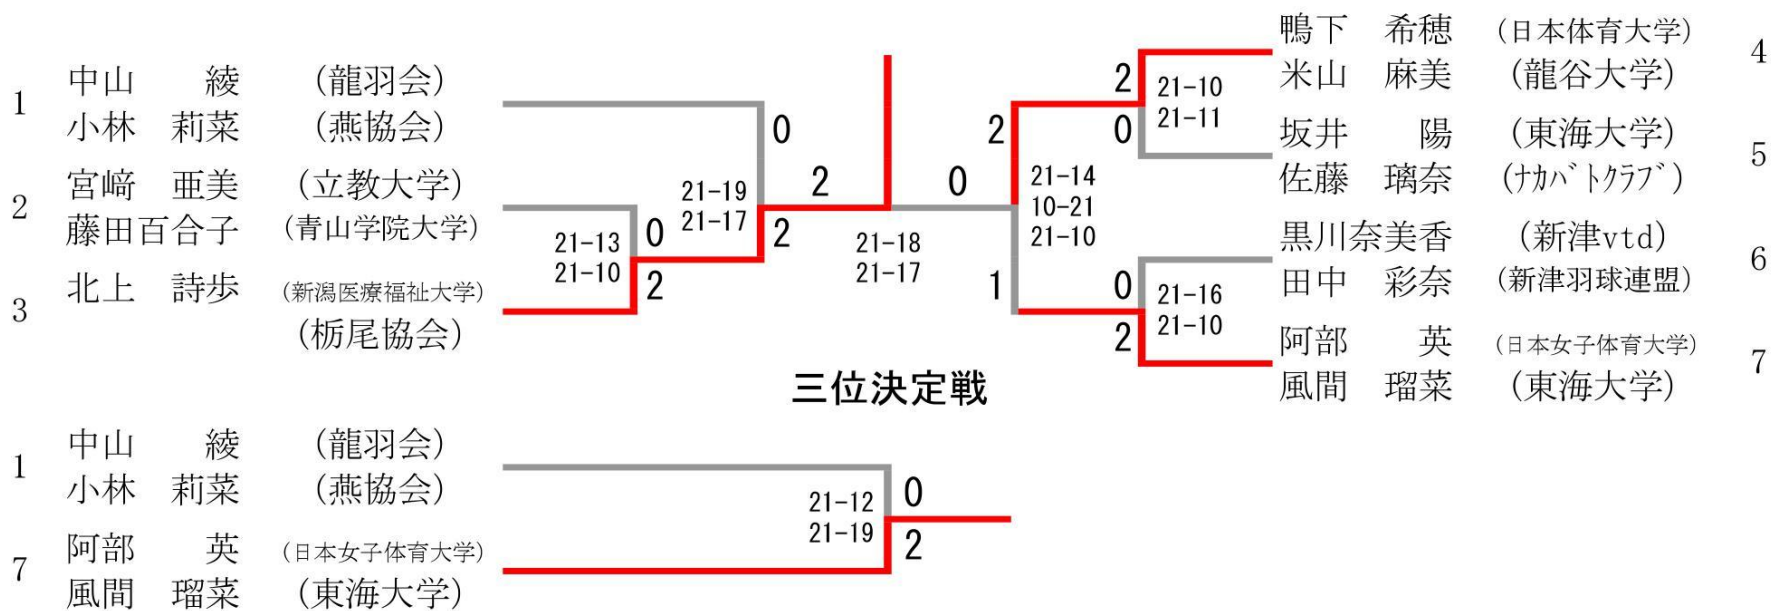 1
中山　綾　(龍羽会)
小林　莉菜　(燕協会)
2
宮﨑　亜美　(立教大学)
藤田百合子　(青山学院大学)
3
北上　詩歩　(新潟医療福祉大学)
(栃尾協会)
0
21-19
21-17
2
0
21-13
21-10
2
2
0
21-18
21-17
鴨下　希穂　(日本体育大学)
米山　麻美　(龍谷大学)
4
坂井　陽　(東海大学)
佐藤　璃奈　(ナカバトクラブ)
5
黒川奈美香　(新津vtd)
田中　彩奈　(新津羽球連盟)
6
阿部　英　(日本女子体育大学)
風間　瑠菜　(東海大学)
7
2
21-10
21-11
0
2
21-14
10-21
21-10
1
0
21-16
21-10
2
三位決定戦
1
中山　綾　(龍羽会)
小林　莉菜　(燕協会)
7
阿部　英　(日本女子体育大学)
風間　瑠菜　(東海大学)
21-12
21-19
0
2